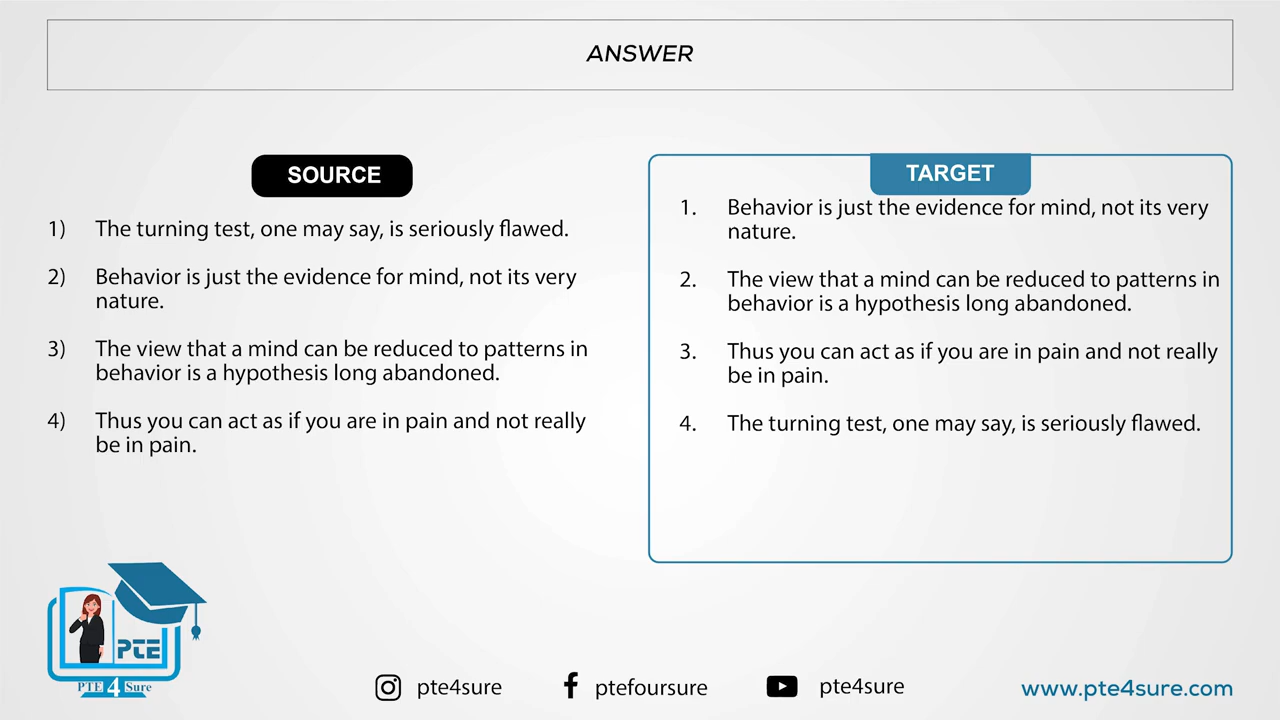 ANSWER
SOURCE
1) The turning test, one may say, is seriously flawed.
2) Behavior is just the evidence for mind, not its very
nature.
3) The view that a mind can be reduced to patterns in
behavior is a hypothesis long abandoned.
4) Thus you can act as if you are in pain and not really
be in pain.
TARGET
1. Behavior is just the evidence for mind, not its very
nature.
2. The view that a mind can be reduced to patterns in
behavior is a hypothesis long abandoned.
3. Thus you can act as if you are in pain and not really
be in pain.
4. The turning test, one may say, is seriously flawed.
PTE
PTE 4 Sure
pte4sure
ptefoursure
pte4sure
www.pte4sure.com